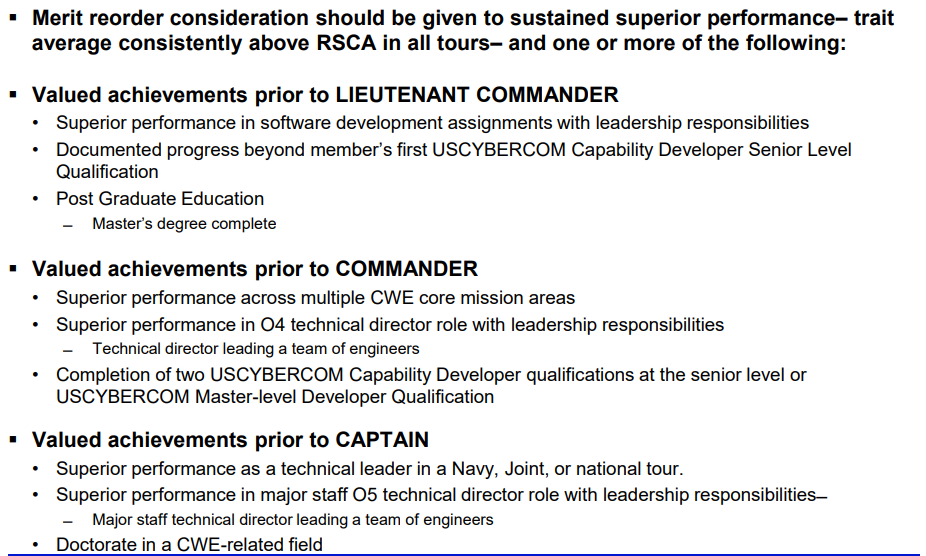 ▪ Merit reorder consideration should be given to sustained superior performance– trait
average consistently above RSCA in all tours– and one or more of the following:
▪ Valued achievements prior to LIEUTENANT COMMANDER
• Superior performance in software development assignments with leadership responsibilities
• Documented progress beyond member’s first USCYBERCOM Capability Developer Senior Level
Qualification
• Post Graduate Education
– Master’s degree complete
▪ Valued achievements prior to COMMANDER
• Superior performance across multiple CWE core mission areas
• Superior performance in O4 technical director role with leadership responsibilities
– Technical director leading a team of engineers
• Completion of two USCYBERCOM Capability Developer qualifications at the senior level or
USCYBERCOM Master-level Developer Qualification
▪ Valued achievements prior to CAPTAIN
• Superior performance as a technical leader in a Navy, Joint, or national tour.
• Superior performance in major staff O5 technical director role with leadership responsibilities–
– Major staff technical director leading a team of engineers
• Doctorate in a CWE-related field